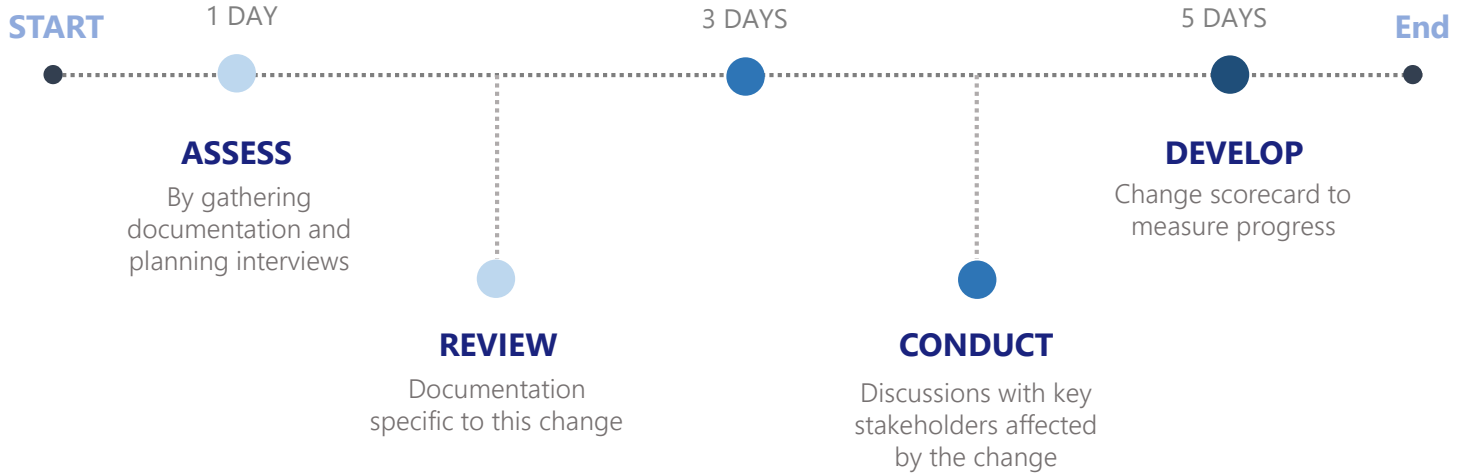 START
1 DAY
3 DAYS
5 DAYS
End
ASSESS
By gathering
documentation and
planning interviews
REVIEW
Documentation
specific to this change
CONDUCT
Discussions with key
stakeholders affected
by the change
DEVELOP
Change scorecard to
measure progress